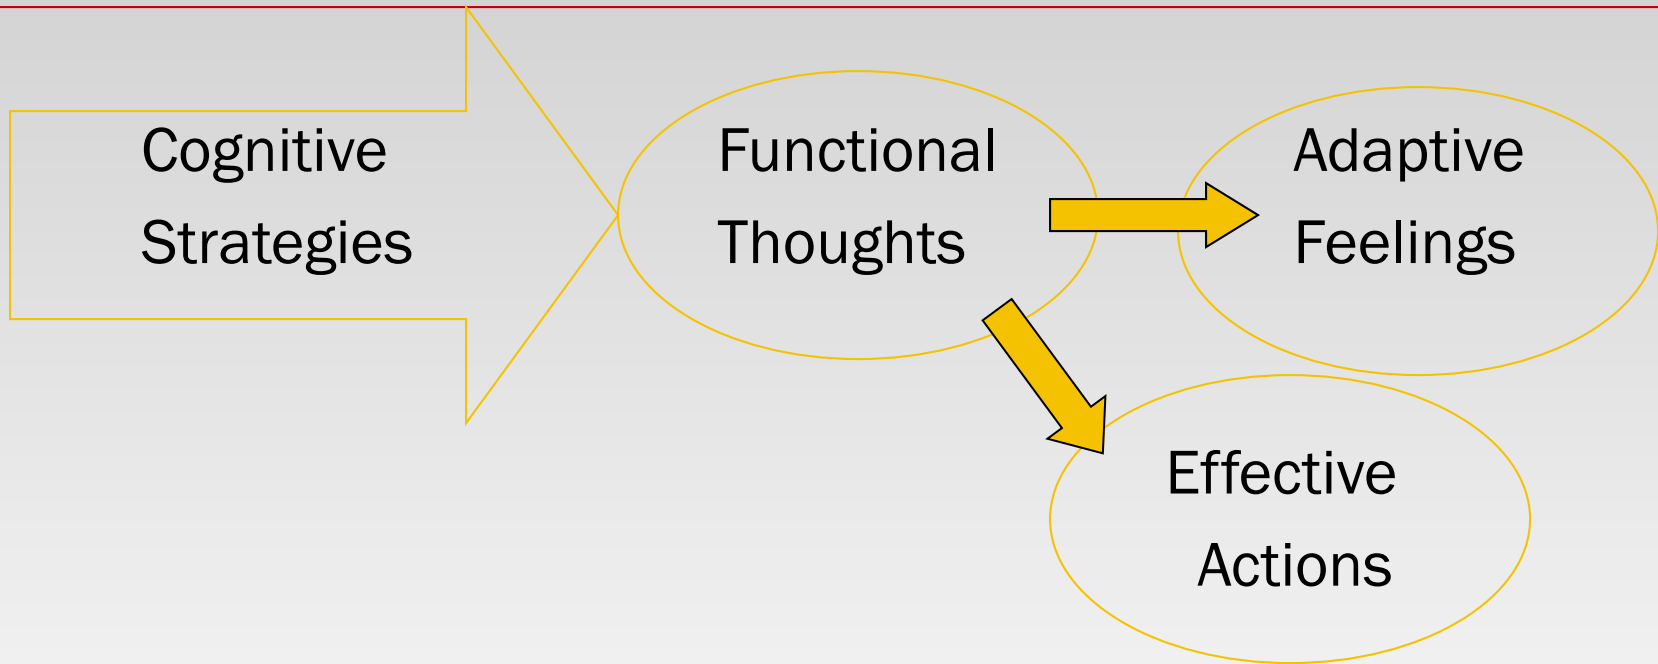 Cognitive
Strategies
Functional
Thoughts
Adaptive
Feelings
Effective
Actions